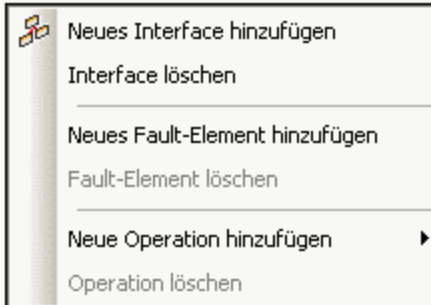 Neues Interface hinzufügen
Interface löschen
Neues Fault-Element hinzufügen
Fault-Element löschen
Neue Operation hinzufügen
Operation löschen